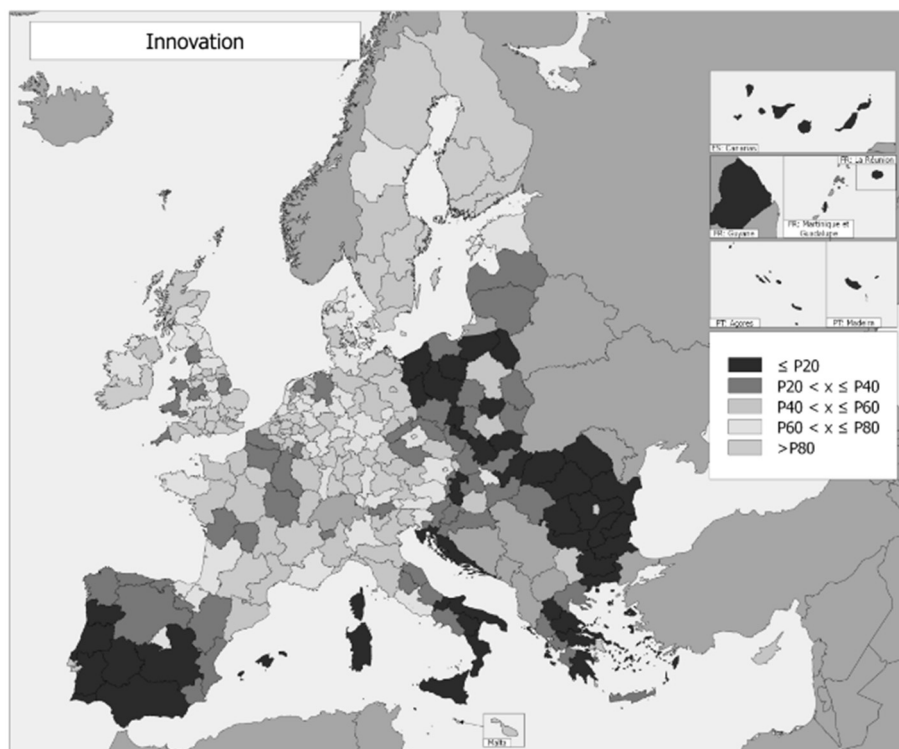 Innovation
ES: Canarias
FR: La Réunion
FR: Guyane
FR: Martinique et
Guadalupe
PT: Açores
PT: Madeira
≤ P20
P20 < x ≤ P40
P40 < x ≤ P60
P60 < x ≤ P80
>P80
Malta